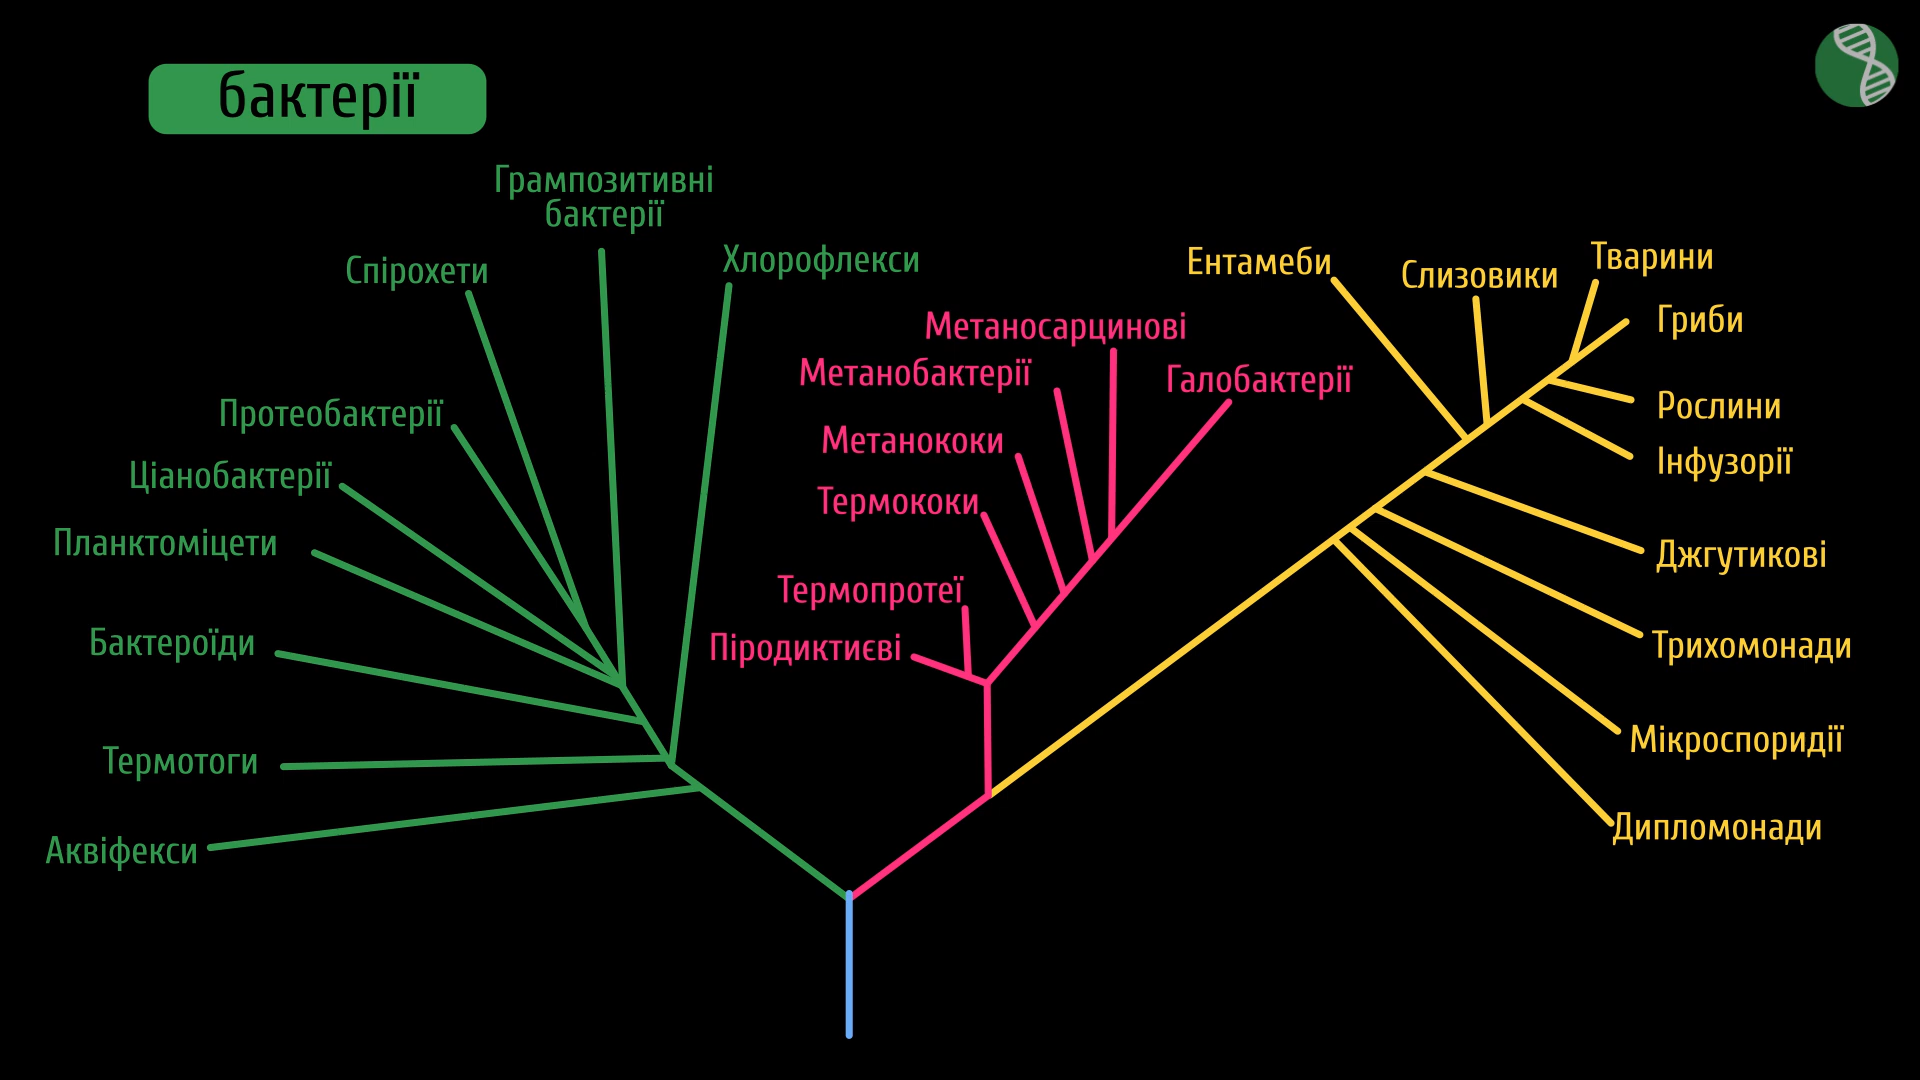 бактерії
Грампозитивні
бактерії
Спірохети
Хлорофлекси
Протеобактерії
Ціанобактерії
Планктоміцети
Бактероїди
Термотоги
Аквіфекси
Метаносарцинові
Метанобактерії
Галобактерії
Метанококи
Термококи
Термопротеї
Піродиктиєві
Ентамеби
Слизовики
Тварини
Гриби
Рослини
Інфузорії
Джгутикові
Трихомонади
Мікроспоридії
Дипломонади